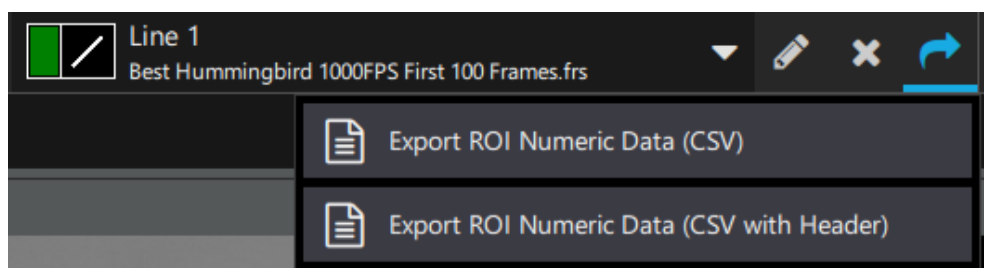 Line 1
Best Hummingbird 1000FPS First 100 Frames.frs
Export ROI Numeric Data (CSV)
Export ROI Numeric Data (CSV with Header)